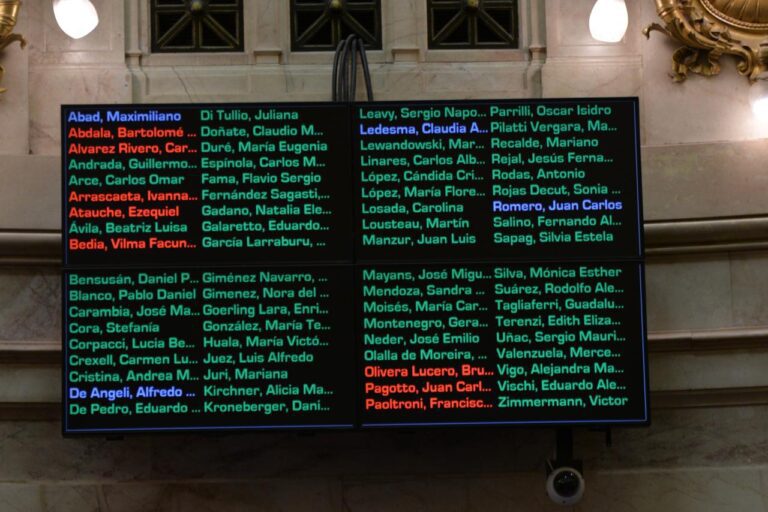 Abad, Maximiliano
Abdala, Bartolomé ...
Alvarez Rivero, Car...
Andrada, Guillermo...
Arce, Carlos Omar
Arrascaeta, Ivanna...
Atauche, Ezequiel
Ávila, Beatriz Luisa
Bedia, Vilma Facun...
Bensusán, Daniel P...
Blanco, Pablo Daniel
Carambia, José Ma...
Cora, Stefanía
Corpacci, Lucia Be...
Crexell, Carmen Lu...
Cristina, Andrea M...
De Angeli, Alfredo ...
De Pedro, Eduardo ...
Di Tullio, Juliana
Doñate, Claudio M...
Duré, María Eugenia
Espínola, Carlos M...
Fama, Flavio Sergio
Fernández Sagasti,...
Gadano, Natalia Ele...
Galaretto, Eduardo...
García Larraburu, ...
Giménez Navarro, ...
Gimenez, Nora del ...
Goerling Lara, Enri...
González, María Te...
Huala, María Victó...
Juez, Luis Alfredo
Juri, Mariana
Kirchner, Alicia Ma...
Kroneberger, Dani...
Leavy, Sergio Napo...
Ledesma, Claudia A...
Lewandowski, Mar...
Linares, Carlos Alb...
López, Cándida Cri...
López, María Flore...
Losada, Carolina
Lousteau, Martín
Manzur, Juan Luis
Mayans, José Migu...
Mendoza, Sandra ...
Moisés, María Car...
Montenegro, Gera...
Neder, José Emilio
Olalla de Moreira, ...
Olivera Lucero, Bru...
Pagotto, Juan Carl...
Paoltroni, Francisc...
Parrilli, Oscar Isidro
Pilatti Vergara, Ma...
Recalde, Mariano
Rejal, Jesús Ferna...
Rodas, Antonio
Rojas Decut, Sonia ...
Romero, Juan Carlos
Salino, Fernando Al...
Sapag, Silvia Estela
Silva, Mónica Esther
Suárez, Rodolfo Ale...
Tagliaferri, Guadalu...
Terenzi, Edith Eliza...
Uñac, Sergio Mauri...
Valenzuela, Merce...
Vigo, Alejandra Ma...
Vischi, Eduardo Ale...
Zimmermann, Victor